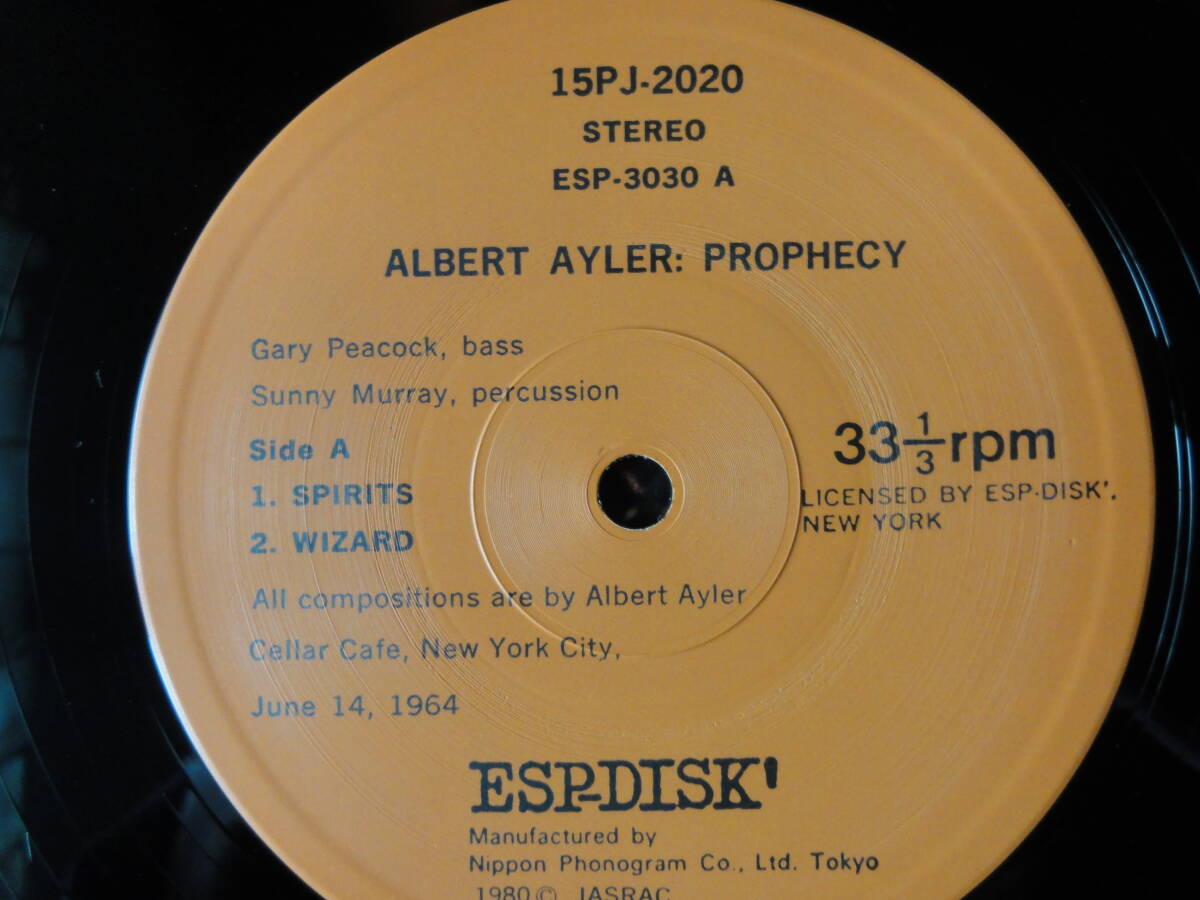 15PJ-2020
STEREO
ESP-3030 A
ALBERT AYLER: PROPHECY
Gary Peacock, bass
Sunny Murray, percussion
Side A
1. SPIRITS
2. WIZARD
33 1/3 rpm
LICENSED BY ESP-DISK'.
NEW YORK
All compositions are by Albert Ayler
Cellar Cafe, New York City,
June 14, 1964
ESP-DISK'
Manufactured by
Nippon Phonogram Co., Ltd. Tokyo
1980 © JASRAC